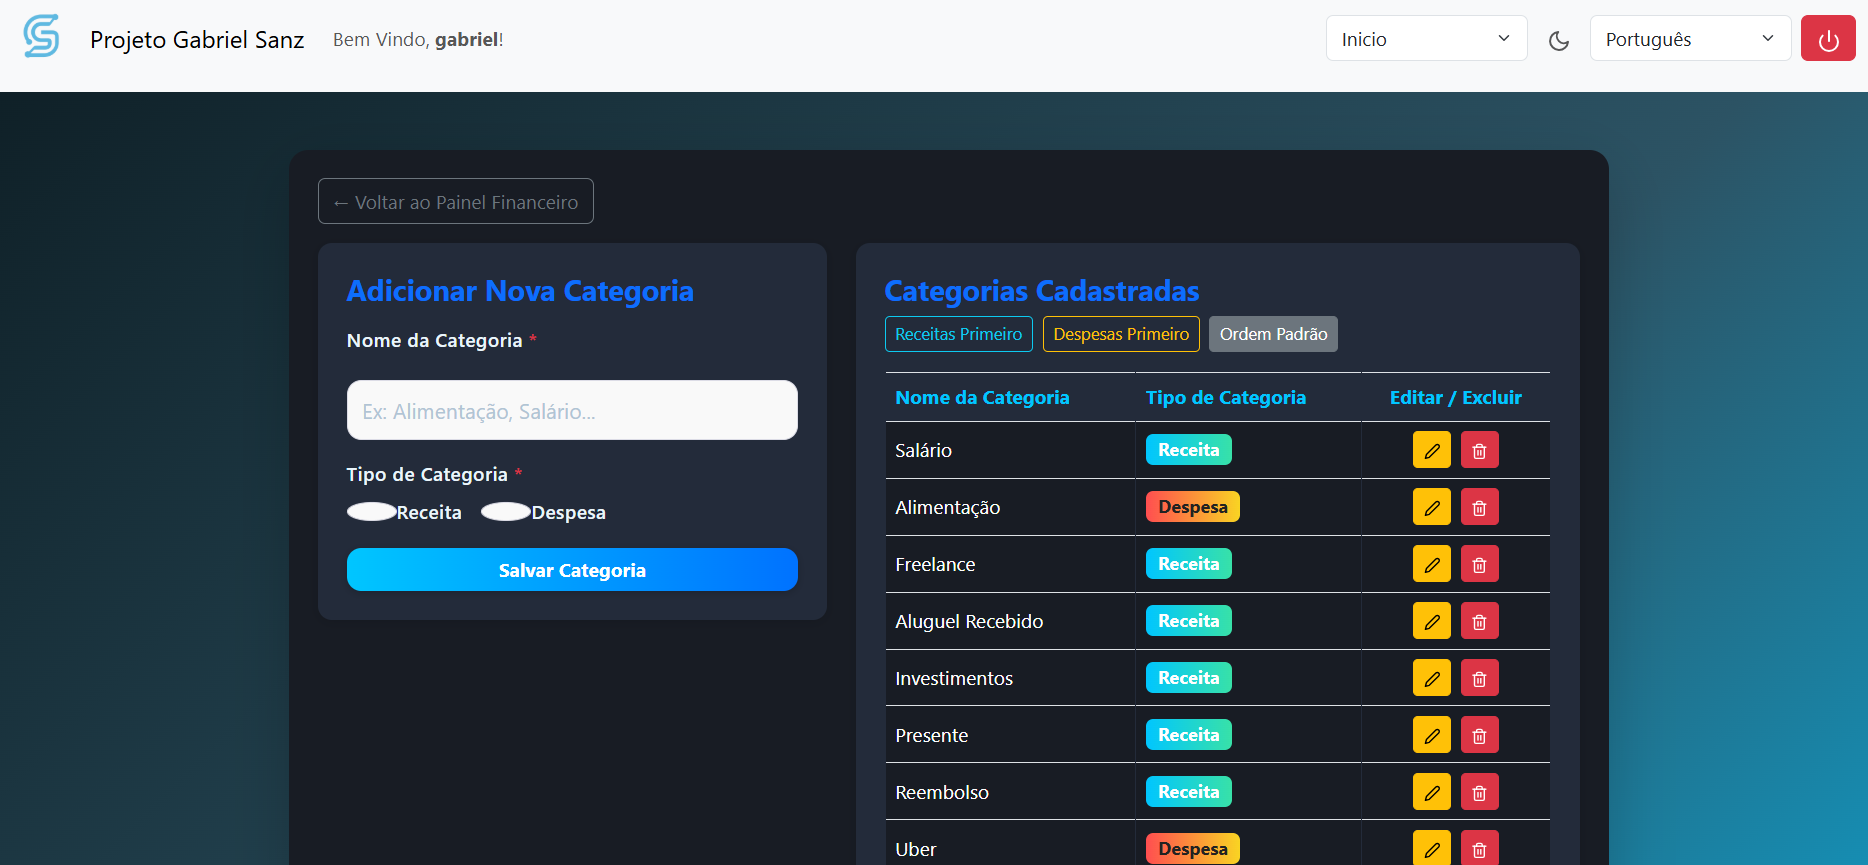 Projeto Gabriel Sanz
Bem Vindo, gabriel!
Inicio
Português
← Voltar ao Painel Financeiro
Adicionar Nova Categoria
Nome da Categoria *
Ex: Alimentação, Salário...
Tipo de Categoria *
Receita Despesa
Salvar Categoria
Categorias Cadastradas
Receitas Primeiro Despesas Primeiro Ordem Padrão
Nome da Categoria Tipo de Categoria Editar / Excluir
Salário Receita
Alimentação Despesa
Freelance Receita
Aluguel Recebido Receita
Investimentos Receita
Presente Receita
Reembolso Receita
Uber Despesa